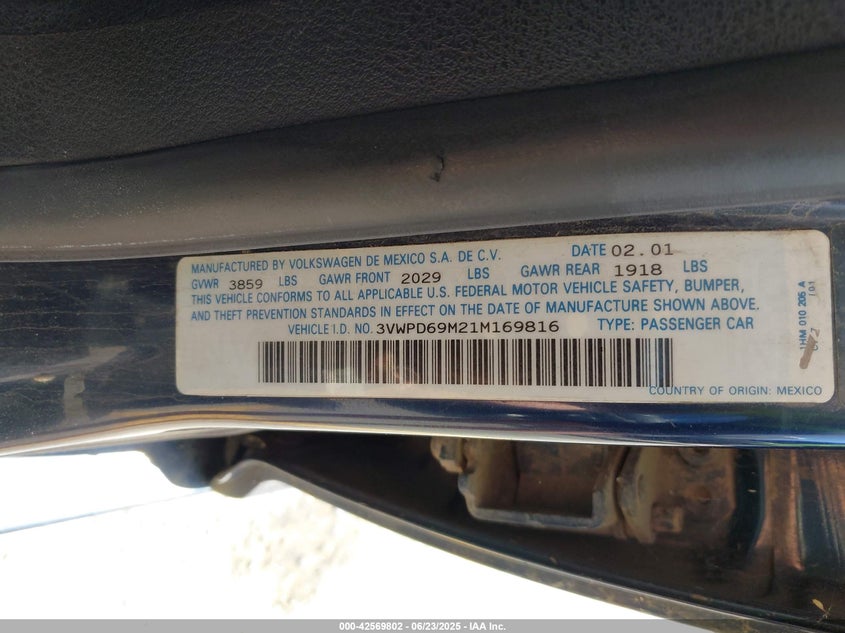 MANUFACTURED BY VOLKSWAGEN DE MEXICO S.A. DE C.V. DATE 02.01
GVWR 3859 LBS GAWR FRONT 2029 LBS GAWR REAR 1918 LBS
THIS VEHICLE CONFORMS TO ALL APPLICABLE U.S. FEDERAL MOTOR VEHICLE SAFETY, BUMPER,
AND THEFT PREVENTION STANDARDS IN EFFECT ON THE DATE OF MANUFACTURE SHOWN ABOVE.
VEHICLE I.D. NO. 3VWPD69M21M169816 TYPE: PASSENGER CAR
COUNTRY OF ORIGIN: MEXICO
1HM 010 205 A
000-42569802 - 06/23/2025 - IAA Inc.